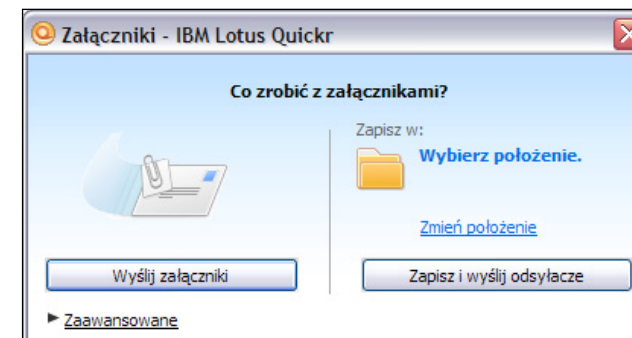 Załączniki - IBM Lotus Quickr
Co zrobić z załącznikami?
Zapisz w:
Wybierz położenie.
Zmień położenie
Wyślij załączniki
Zapisz i wyślij odsyłacze
Zaawansowane